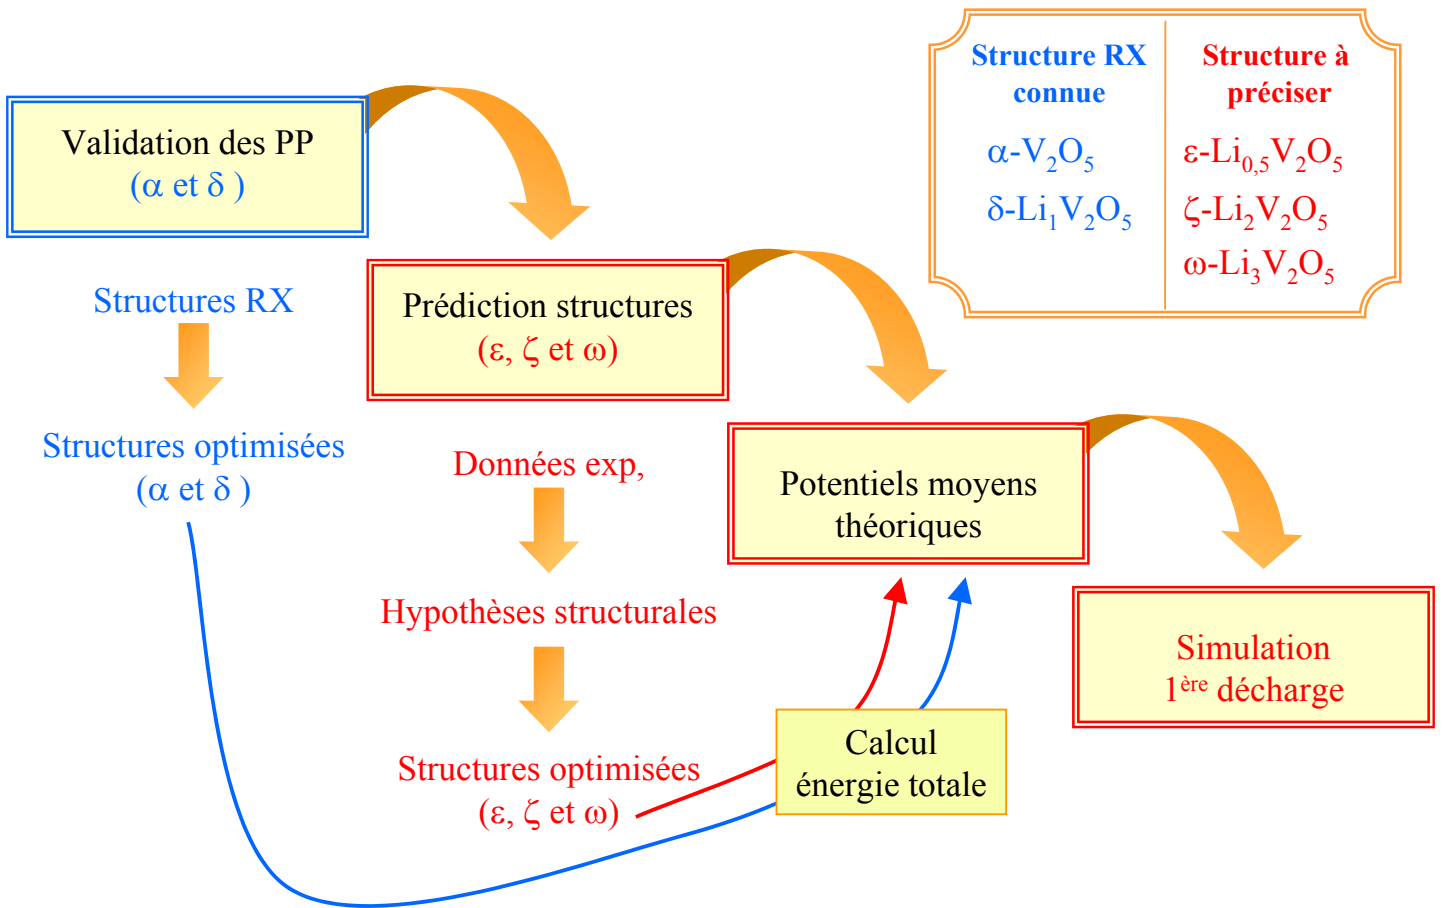 Structure RX
connue
α-V₂O₅
δ-Li₁V₂O₅
Structure à
préciser
ε-Li₀,₅V₂O₅
ζ-Li₂V₂O₅
ω-Li₃V₂O₅
Validation des PP
(α et δ )
Structures RX
Structures optimisées
(α et δ )
Prédiction structures
(ε, ζ et ω)
Données exp,
Hypothèses structurales
Structures optimisées
(ε, ζ et ω)
Potentiels moyens
théoriques
Calcul
énergie totale
Simulation
1ère décharge